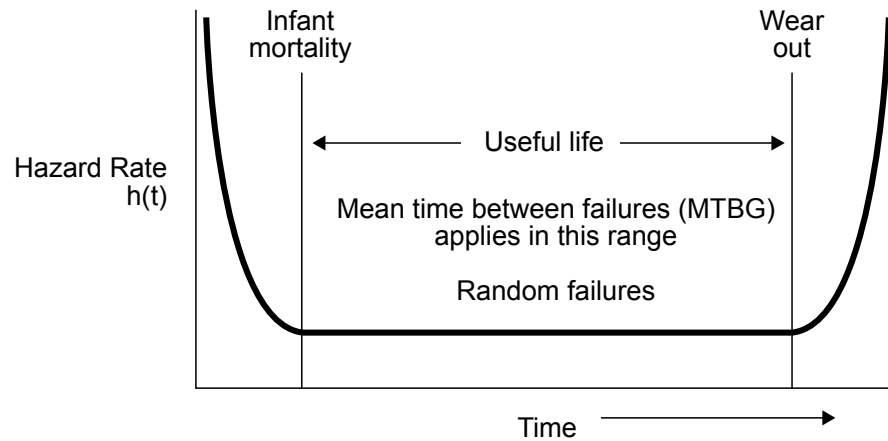 Infant
mortality
Wear
out
Useful life
Hazard Rate
h(t)
Mean time between failures (MTBG)
applies in this range
Random failures
Time